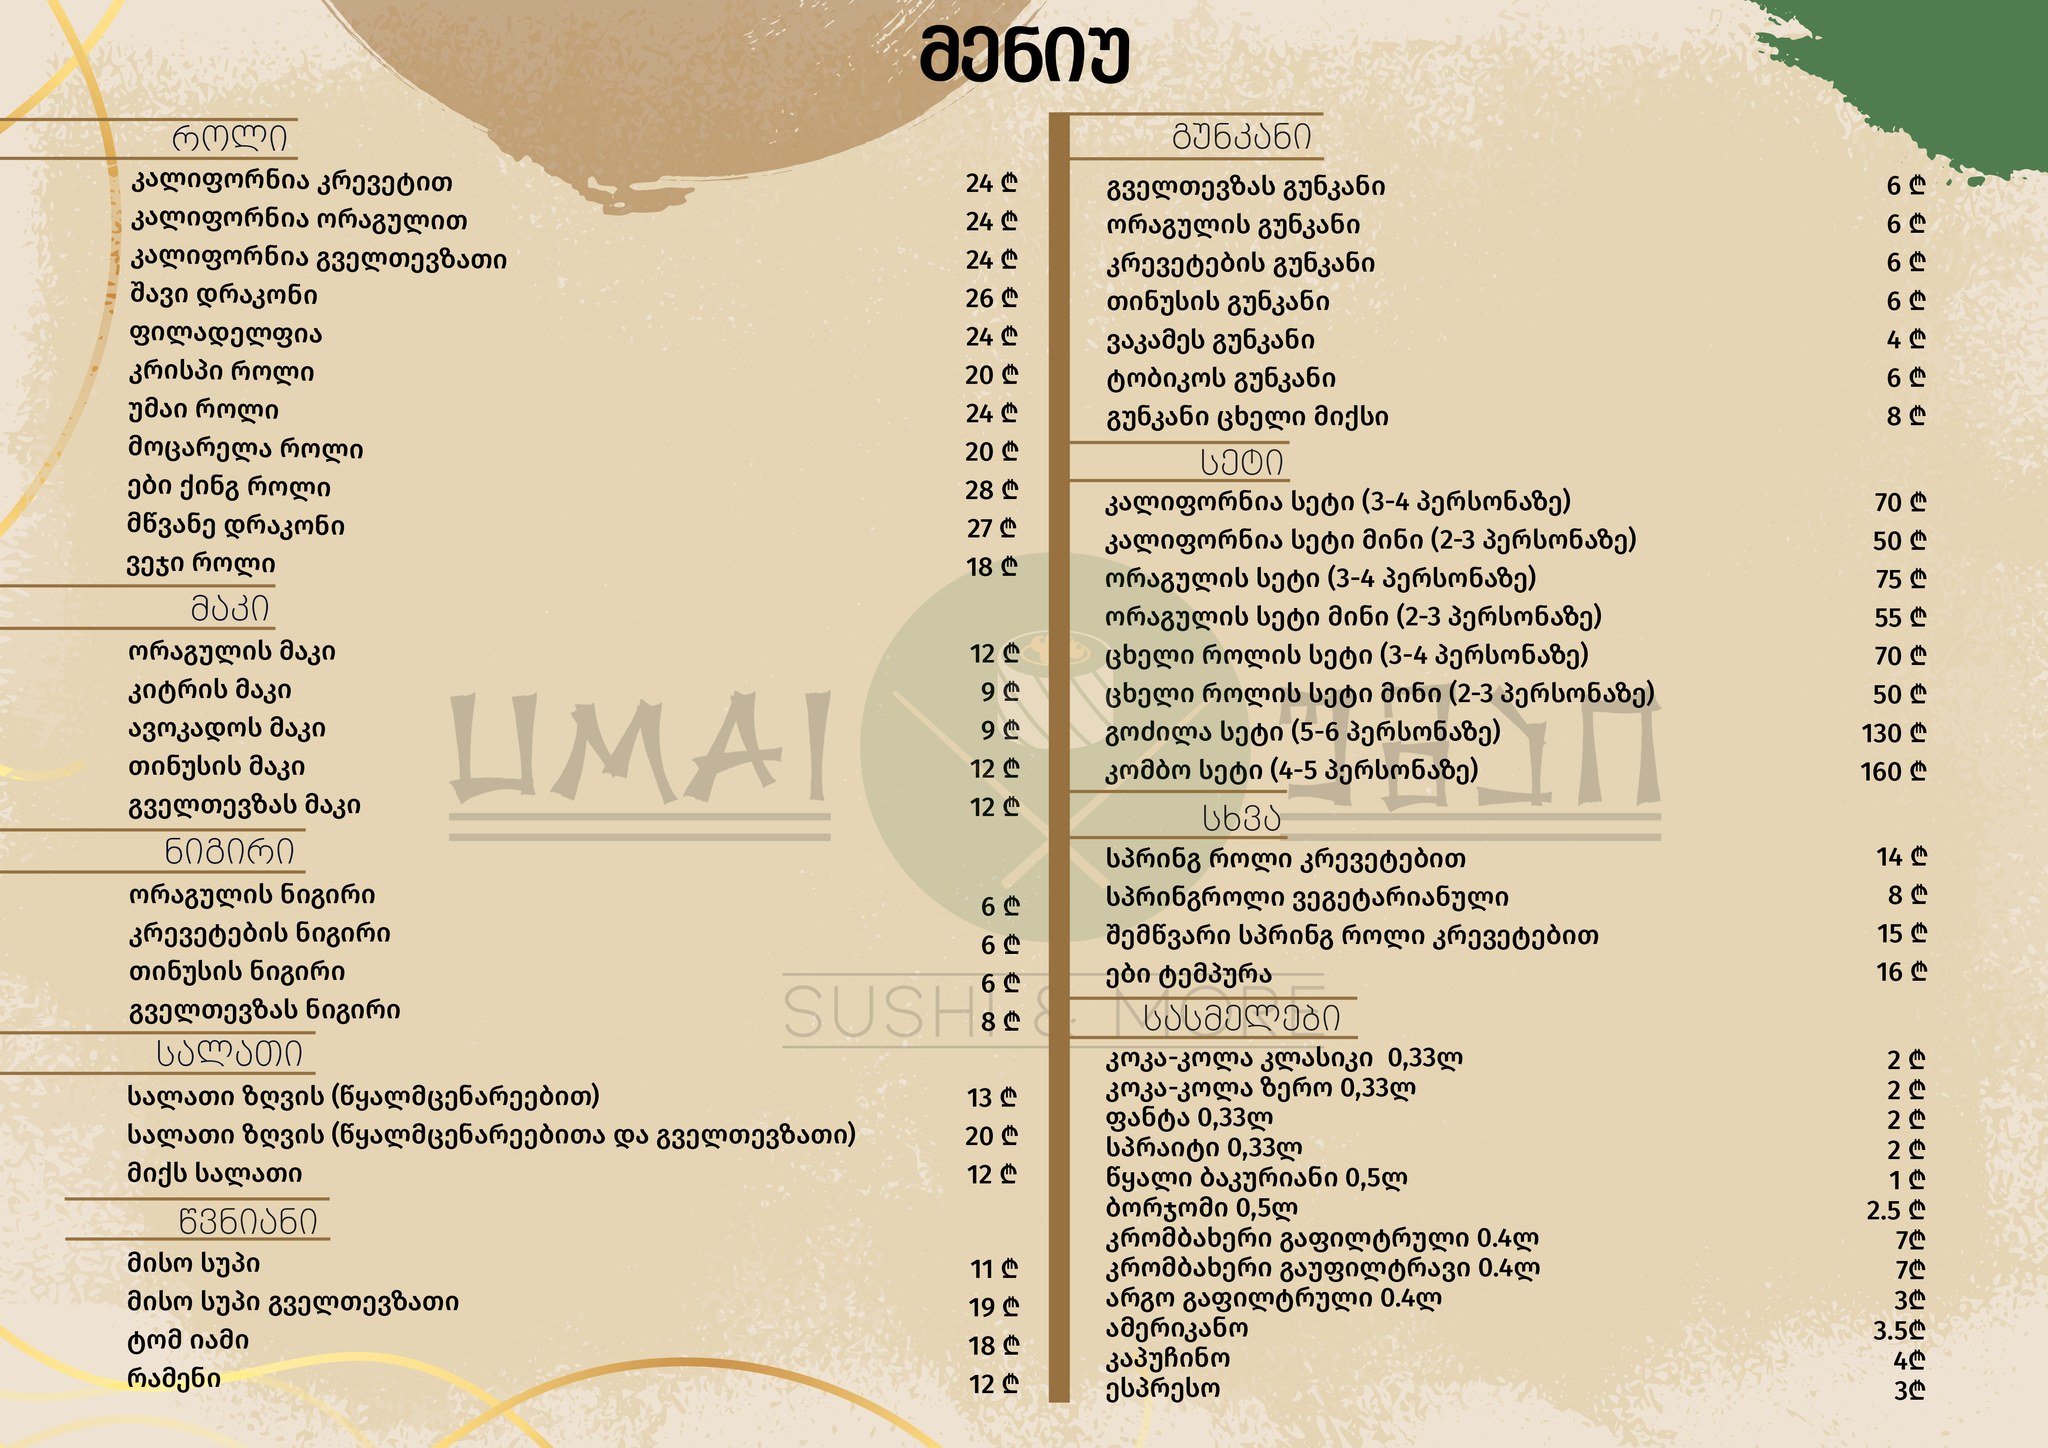 მენიუ
როლი
კალიფორნია კრევეტით 24 ₾
კალიფორნია ორაგულით 24 ₾
კალიფორნია გველთევზათი 24 ₾
შავი დრაკონი 26 ₾
ფილადელფია 24 ₾
კრისპი როლი 20 ₾
უმაი როლი 24 ₾
მოცარელა როლი 20 ₾
ები ქინგ როლი 28 ₾
მწვანე დრაკონი 27 ₾
ვეჯი როლი 18 ₾
მაკი
ორაგულის მაკი 12 ₾
კიტრის მაკი 9 ₾
ავოკადოს მაკი 9 ₾
თინუსის მაკი 12 ₾
გველთევზას მაკი 12 ₾
ნიგირი
ორაგულის ნიგირი 6 ₾
კრევეტების ნიგირი 6 ₾
თინუსის ნიგირი 6 ₾
გველთევზას ნიგირი 8 ₾
სალათი
სალათი ზღვის (წყალმცენარეებით) 13 ₾
სალათი ზღვის (წყალმცენარეებითა და გველთევზათი) 20 ₾
მიქს სალათი 12 ₾
წვნიანი
მისო სუპი 11 ₾
მისო სუპი გველთევზათი 19 ₾
ტომ იამი 18 ₾
რამენი 12 ₾
გუნკანი
გველთევზას გუნკანი 6 ₾
ორაგულის გუნკანი 6 ₾
კრევეტების გუნკანი 6 ₾
თინუსის გუნკანი 6 ₾
ვაკამეს გუნკანი 4 ₾
ტობიკოს გუნკანი 6 ₾
გუნკანი ცხელი მიქსი 8 ₾
სეტი
კალიფორნია სეტი (3-4 პერსონაზე) 70 ₾
კალიფორნია სეტი მინი (2-3 პერსონაზე) 50 ₾
ორაგულის სეტი (3-4 პერსონაზე) 75 ₾
ორაგულის სეტი მინი (2-3 პერსონაზე) 55 ₾
ცხელი როლის სეტი (3-4 პერსონაზე) 70 ₾
ცხელი როლის სეტი მინი (2-3 პერსონაზე) 50 ₾
გოძილა სეტი (5-6 პერსონაზე) 130 ₾
კომბო სეტი (4-5 პერსონაზე) 160 ₾
სხვა
სპრინგ როლი კრევეტებით 14 ₾
სპრინგროლი ვეგეტარიანული 8 ₾
შემწვარი სპრინგ როლი კრევეტებით 15 ₾
ები ტემპურა 16 ₾
სასმელები
კოკა-კოლა კლასიკი 0,33ლ 2 ₾
კოკა-კოლა ზერო 0,33ლ 2 ₾
ფანტა 0,33ლ 2 ₾
სპრაიტი 0,33ლ 2 ₾
წყალი ბაკურიანი 0,5ლ 1 ₾
ბორჯომი 0,5ლ 2.5 ₾
კრომბახერი გაფილტრული 0.4ლ 7₾
კრომბახერი გაუფილტრავი 0.4ლ 7₾
არგო გაფილტრული 0.4ლ 3₾
ამერიკანო 3.5₾
კაპუჩინო 4₾
ესპრესო 3₾
UMAI უმაი
SUSHI & MORE